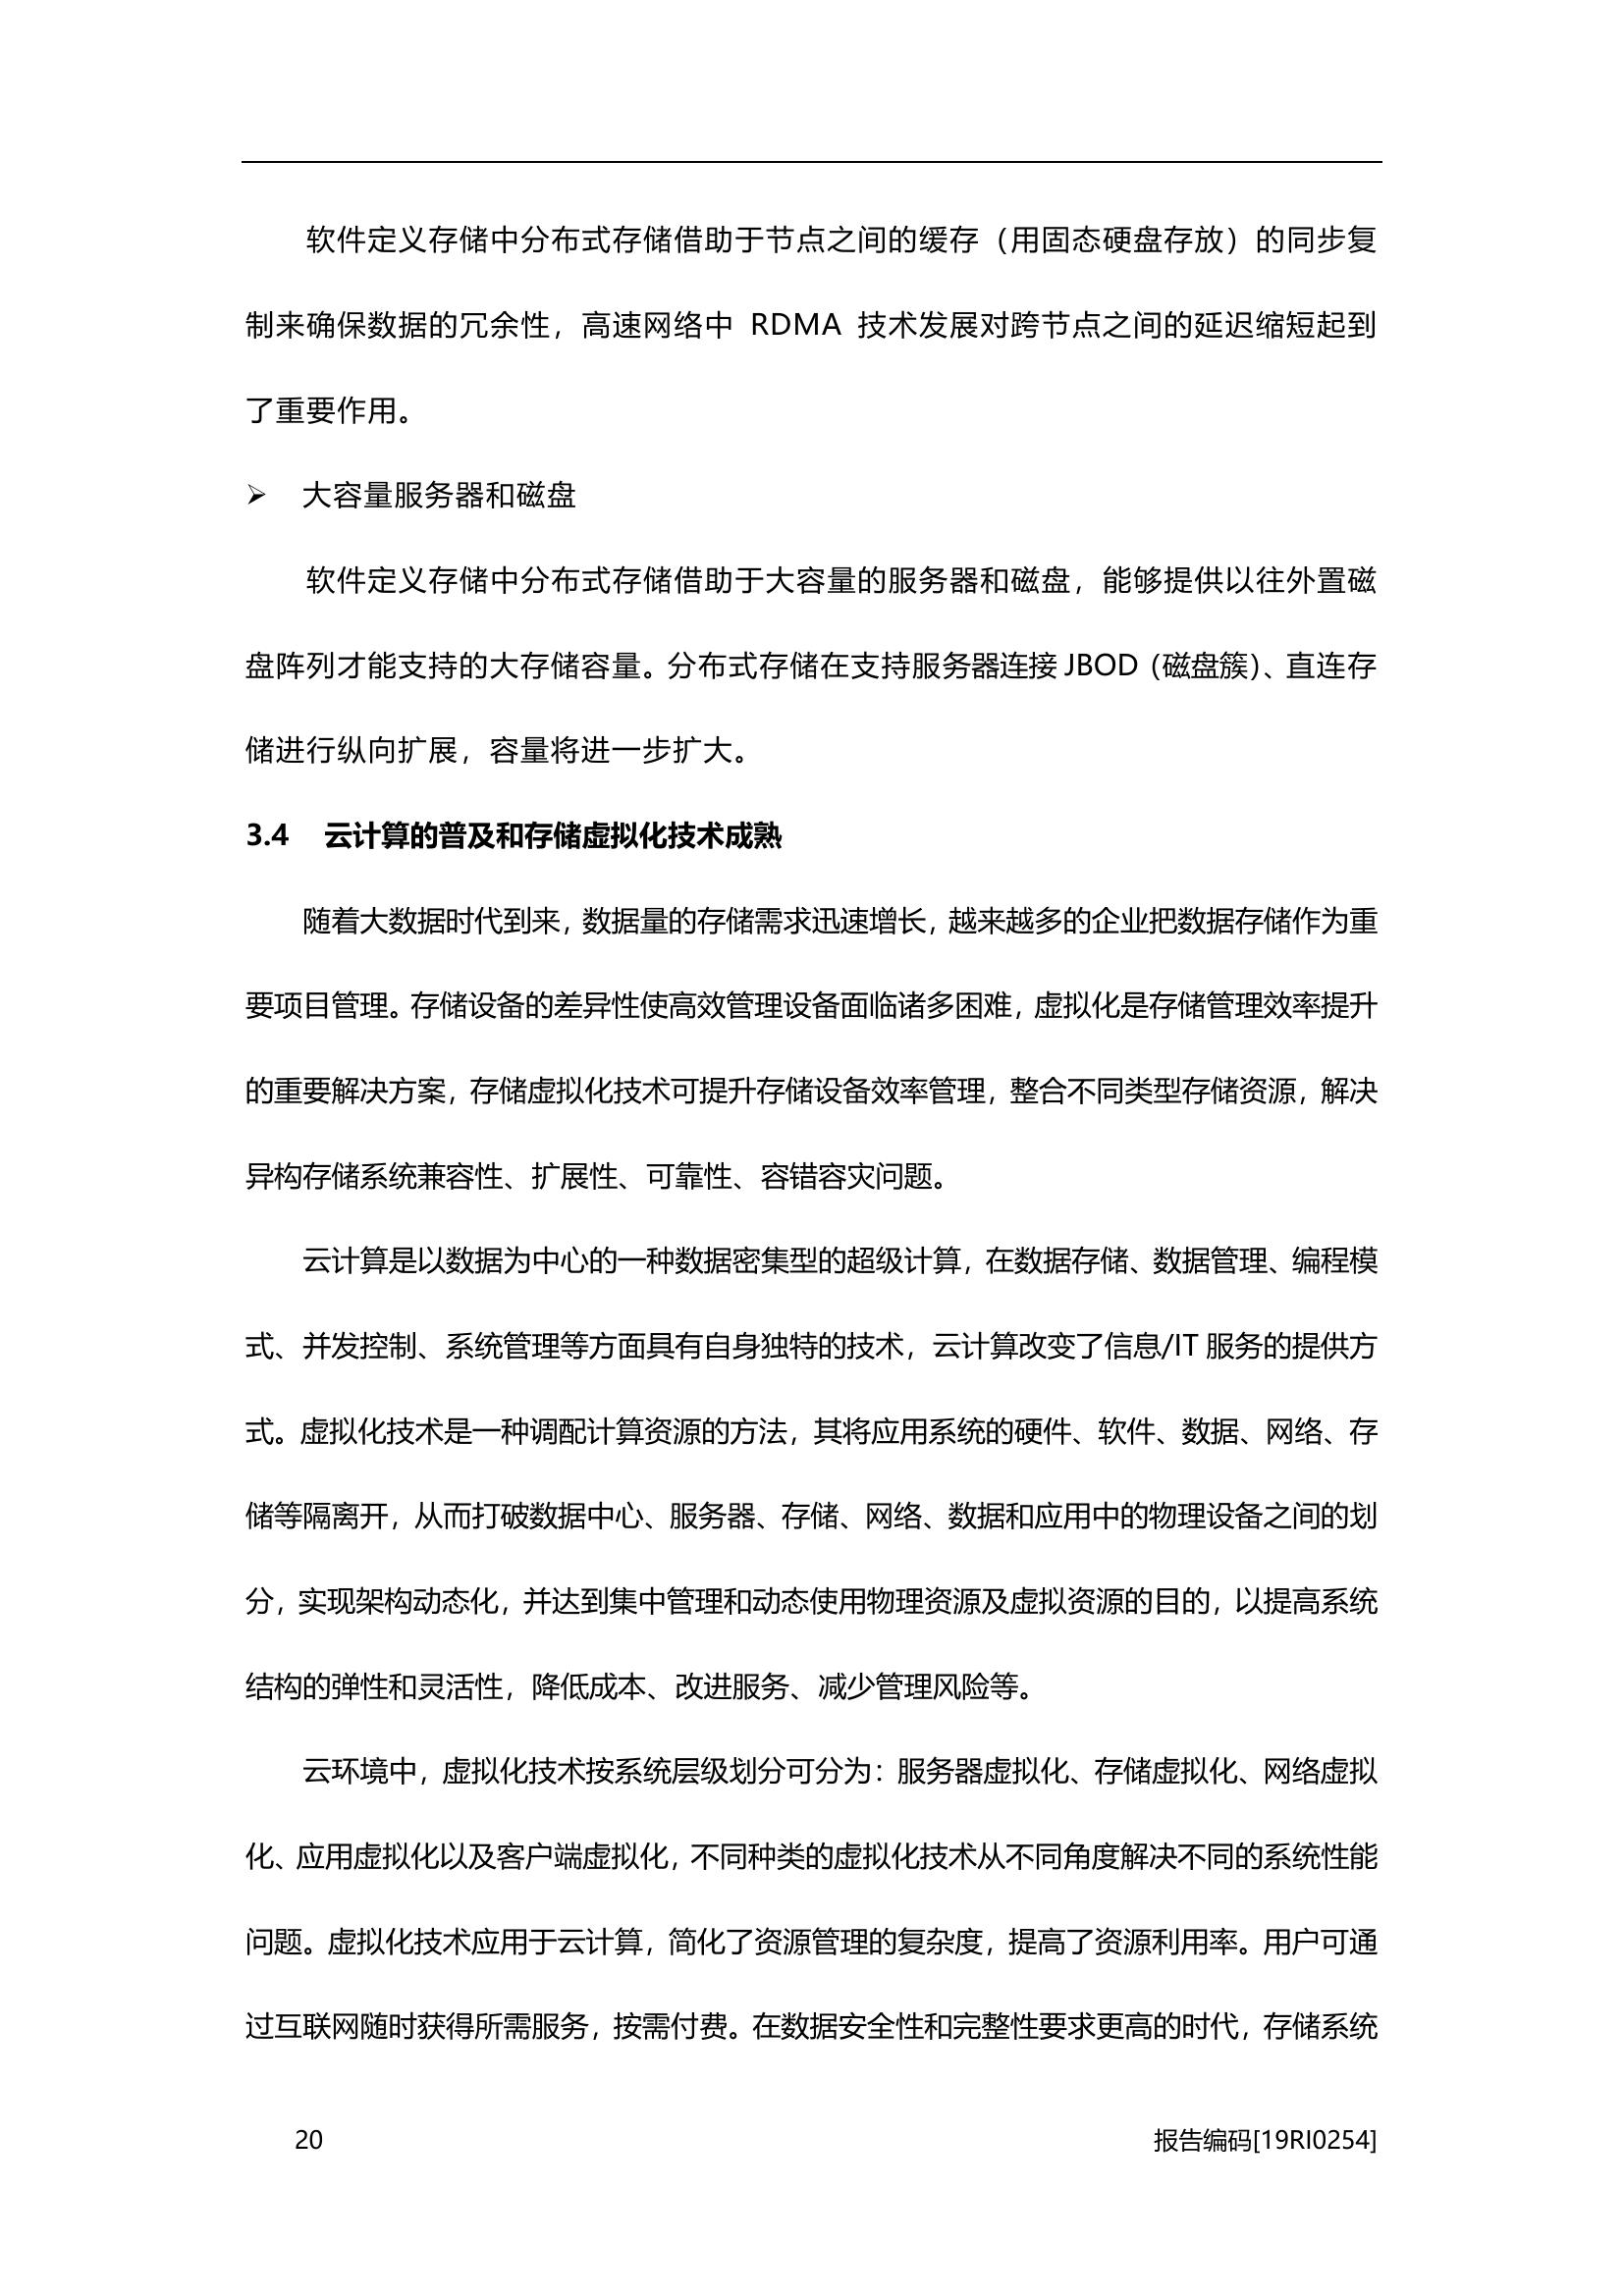 软件定义存储中分布式存储借助于节点之间的缓存（用固态硬盘存放）的同步复
制来确保数据的冗余性，高速网络中 RDMA 技术发展对跨节点之间的延迟缩短起到
了重要作用。
➢ 大容量服务器和磁盘
软件定义存储中分布式存储借助于大容量的服务器和磁盘，能够提供以往外置磁
盘阵列才能支持的大存储容量。分布式存储在支持服务器连接 JBOD（磁盘簇）、直连存
储进行纵向扩展，容量将进一步扩大。
3.4 云计算的普及和存储虚拟化技术成熟
随着大数据时代到来，数据量的存储需求迅速增长，越来越多的企业把数据存储作为重
要项目管理。存储设备的差异性使高效管理设备面临诸多困难，虚拟化是存储管理效率提升
的重要解决方案，存储虚拟化技术可提升存储设备效率管理，整合不同类型存储资源，解决
异构存储系统兼容性、扩展性、可靠性、容错容灾问题。
云计算是以数据为中心的一种数据密集型的超级计算，在数据存储、数据管理、编程模
式、并发控制、系统管理等方面具有自身独特的技术，云计算改变了信息/IT 服务的提供方
式。虚拟化技术是一种调配计算资源的方法，其将应用系统的硬件、软件、数据、网络、存
储等隔离开，从而打破数据中心、服务器、存储、网络、数据和应用中的物理设备之间的划
分，实现架构动态化，并达到集中管理和动态使用物理资源及虚拟资源的目的，以提高系统
结构的弹性和灵活性，降低成本、改进服务、减少管理风险等。
云环境中，虚拟化技术按系统层级划分可分为：服务器虚拟化、存储虚拟化、网络虚拟
化、应用虚拟化以及客户端虚拟化，不同种类的虚拟化技术从不同角度解决不同的系统性能
问题。虚拟化技术应用于云计算，简化了资源管理的复杂度，提高了资源利用率。用户可通
过互联网随时获得所需服务，按需付费。在数据安全性和完整性要求更高的时代，存储系统
20 报告编码[19RI0254]